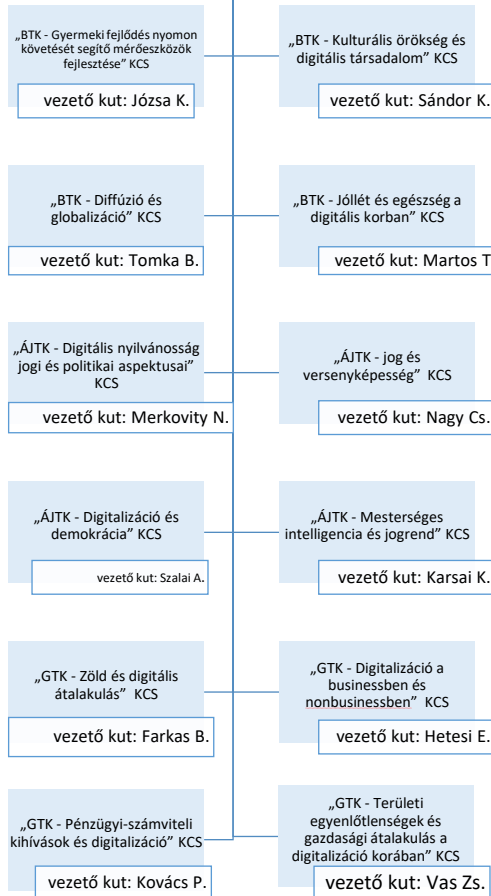 „BTK - Gyermeki fejlődés nyomon
követését segítő mérőeszközök
fejlesztése” KCS
vezető kut: Józsa K.
„BTK - Kulturális örökség és
digitális társadalom” KCS
vezető kut: Sándor K.
„BTK - Diffúzió és
globalizáció” KCS
vezető kut: Tomka B.
„BTK - Jóllét és egészség a
digitális korban” KCS
vezető kut: Martos T
„ÁJTK - Digitális nyilvánosság
jogi és politikai aspektusai”
KCS
vezető kut: Merkovity N.
„ÁJTK - jog és
versenyképesség” KCS
vezető kut: Nagy Cs.
„ÁJTK - Digitalizáció és
demokrácia” KCS
vezető kut: Szalai A.
„ÁJTK - Mesterséges
intelligencia és jogrend” KCS
vezető kut: Karsai K.
„GTK - Zöld és digitális
átalakulás” KCS
vezető kut: Farkas B.
„GTK - Digitalizáció a
businessben és
nonbusinessben” KCS
vezető kut: Hetesi E.
„GTK - Pénzügyi-számviteli
kihívások és digitalizáció” KCS
vezető kut: Kovács P.
„GTK - Területi
egyenlőtlenségek és
gazdasági átalakulás a
digitalizáció korában” KCS
vezető kut: Vas Zs.